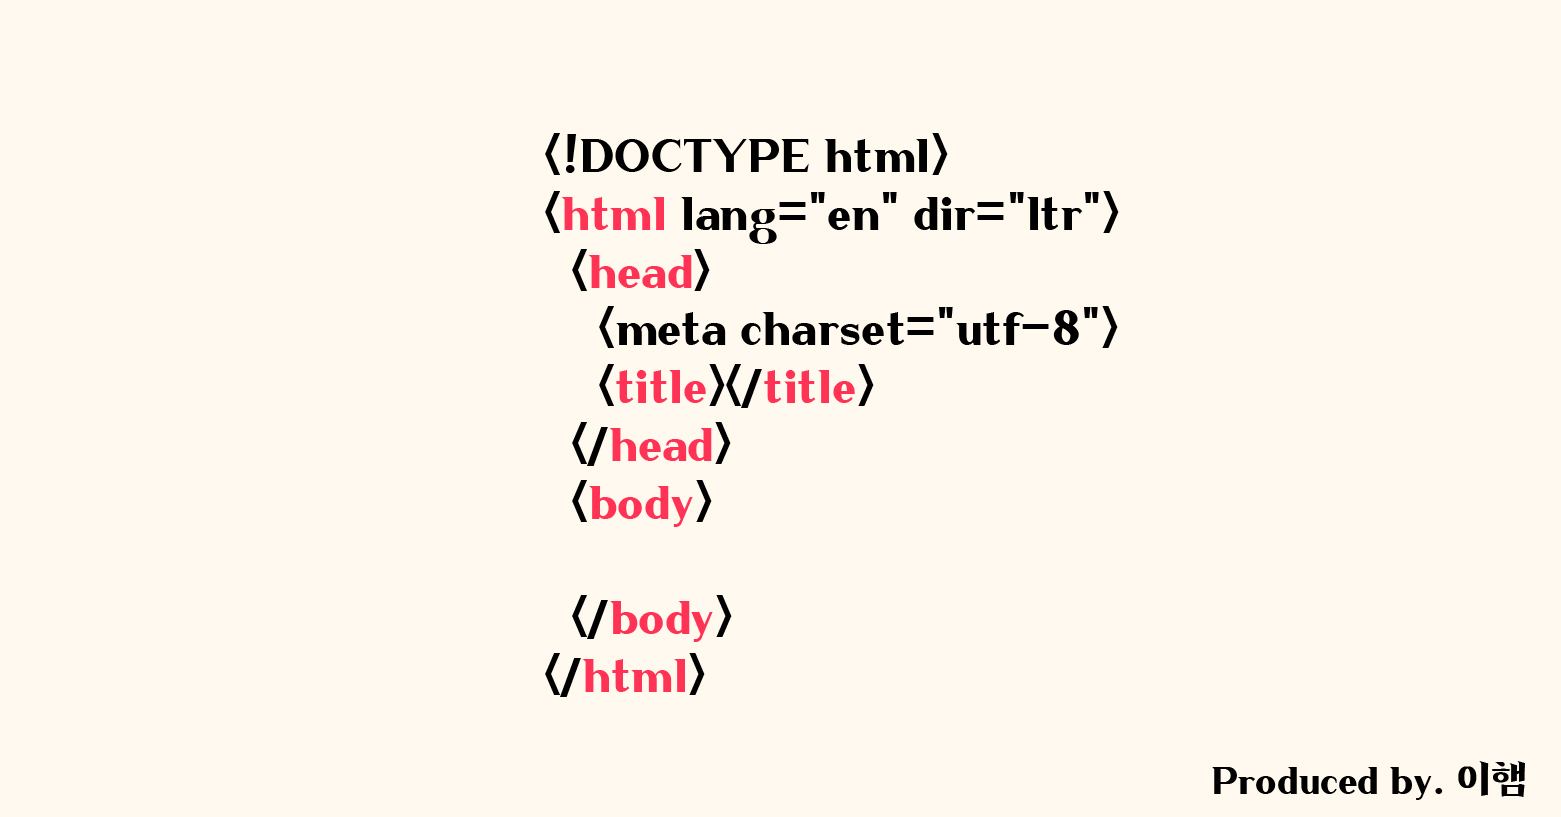 <!DOCTYPE html>
<html lang="en" dir="ltr">
<head>
<meta charset="utf-8">
<title></title>
</head>
<body>
</body>
</html>
Produced by. 이햄